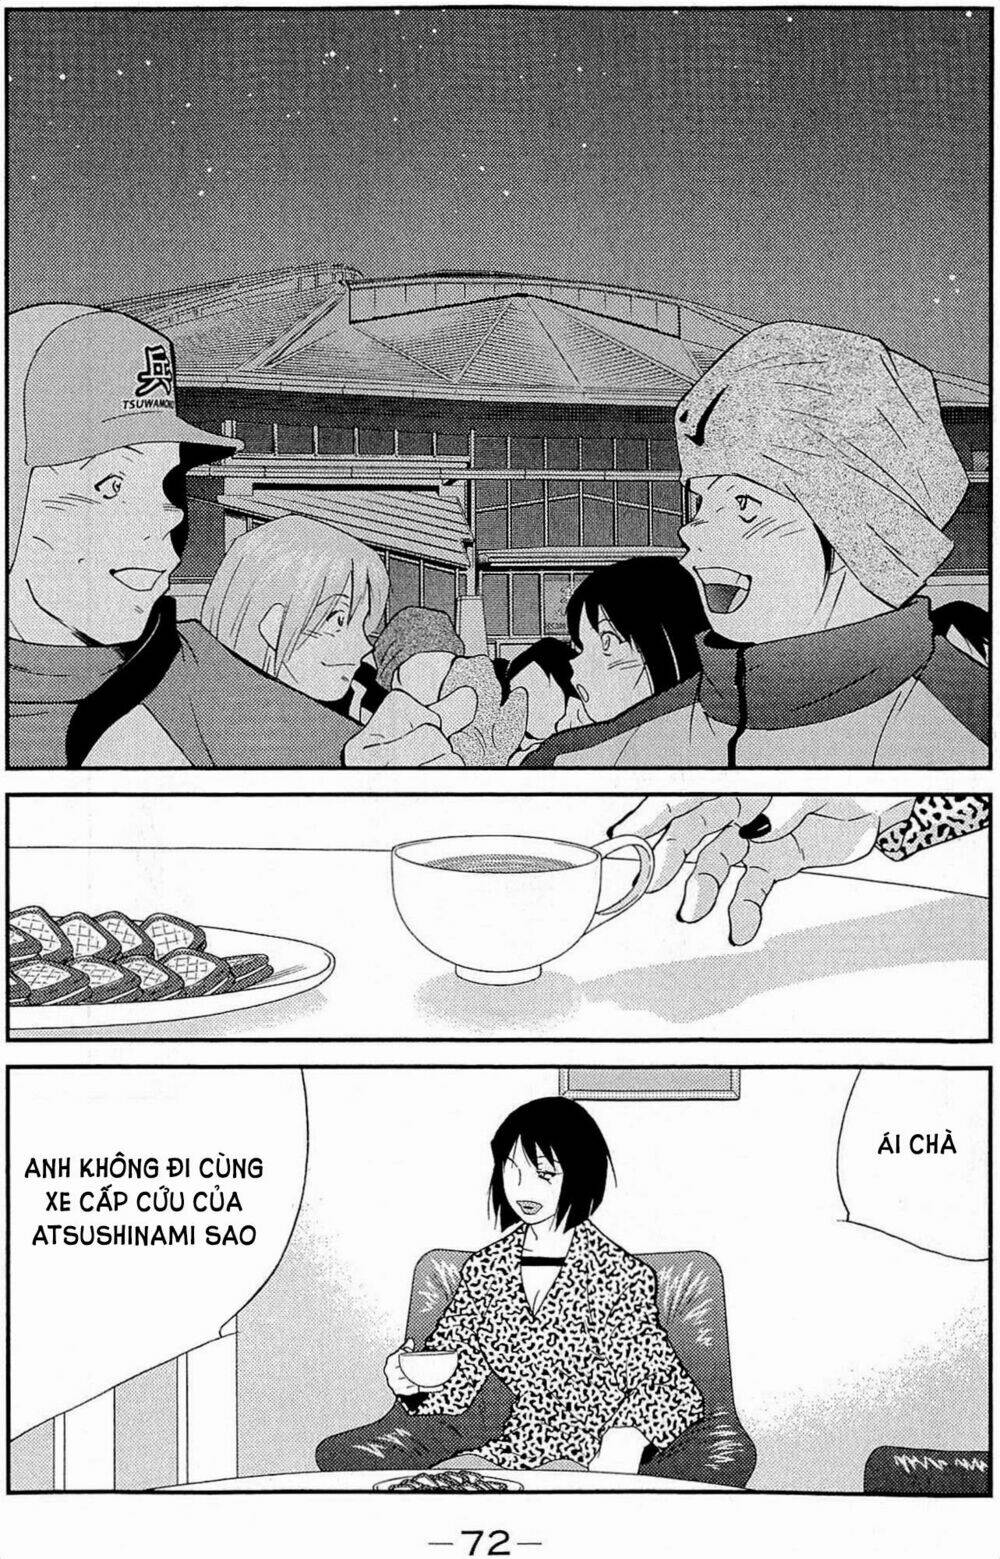 兵
TSUWAMONO
ÁI CHÀ
ANH KHÔNG ĐI CÙNG
XE CẤP CỨU CỦA
ATSUSHINAMI SAO
-72-